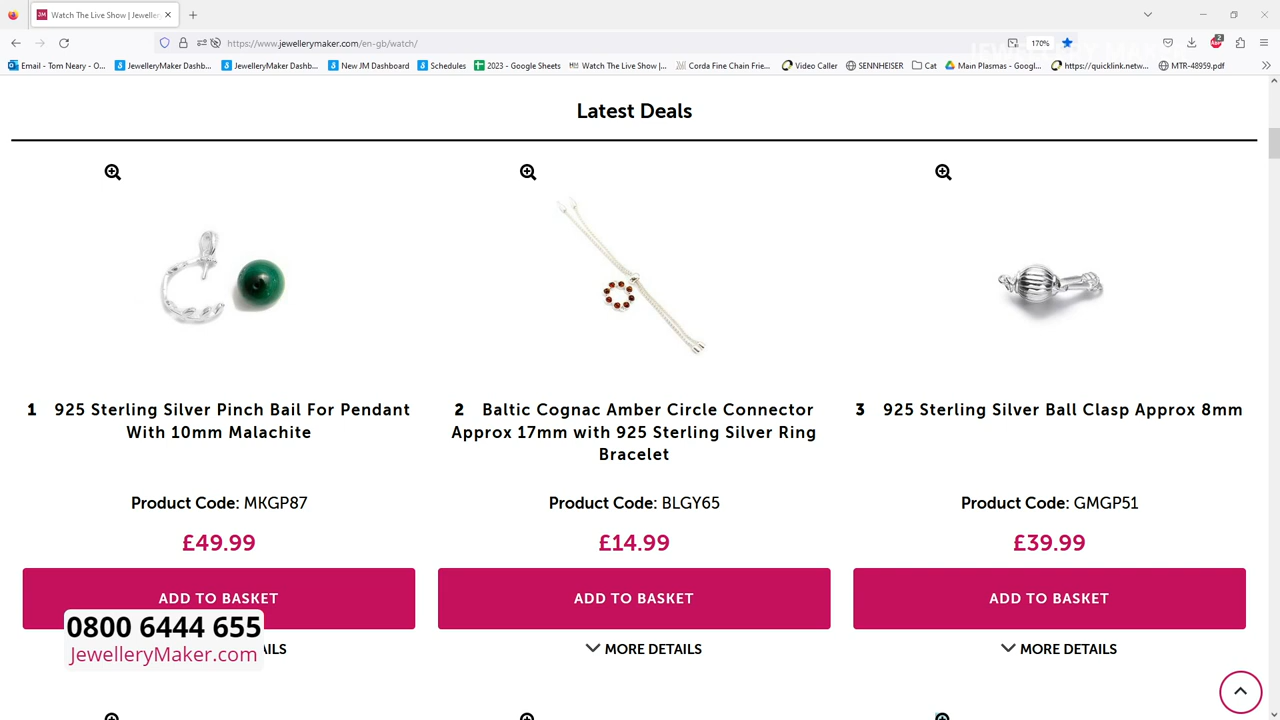 Watch The Live Show | Jeweller
https://www.jewellerymaker.com/en-gb/watch/
170%
2
Email - Tom Neary - O...
JewelleryMaker Dashb...
JewelleryMaker Dashb...
New JM Dashboard
Schedules
2023 - Google Sheets
Watch The Live Show |...
Corda Fine Chain Frie...
Video Caller
SENNHEISER
Cat
Main Plasmas - Googl...
https://quicklink.netw...
MTR-48959.pdf
Latest Deals
1 925 Sterling Silver Pinch Bail For Pendant
With 10mm Malachite
Product Code: MKGP87
£49.99
ADD TO BASKET
2 Baltic Cognac Amber Circle Connector
Approx 17mm with 925 Sterling Silver Ring
Bracelet
Product Code: BLGY65
£14.99
ADD TO BASKET
MORE DETAILS
3 925 Sterling Silver Ball Clasp Approx 8mm
Product Code: GMGP51
£39.99
ADD TO BASKET
MORE DETAILS
0800 6444 655
JewelleryMaker.com